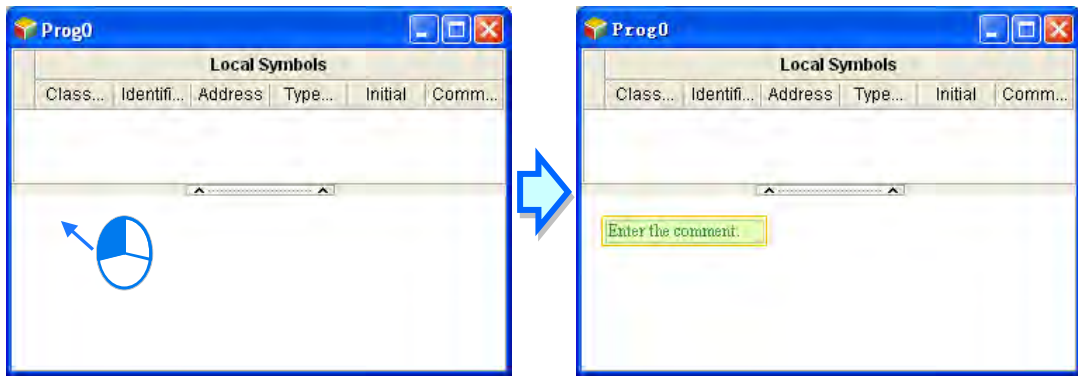 Prog0
Local Symbols
Class... Identifi... Address Type... Initial Comm...
Prog0
Local Symbols
Class... Identifi... Address Type... Initial Comm...
Enter the comment.